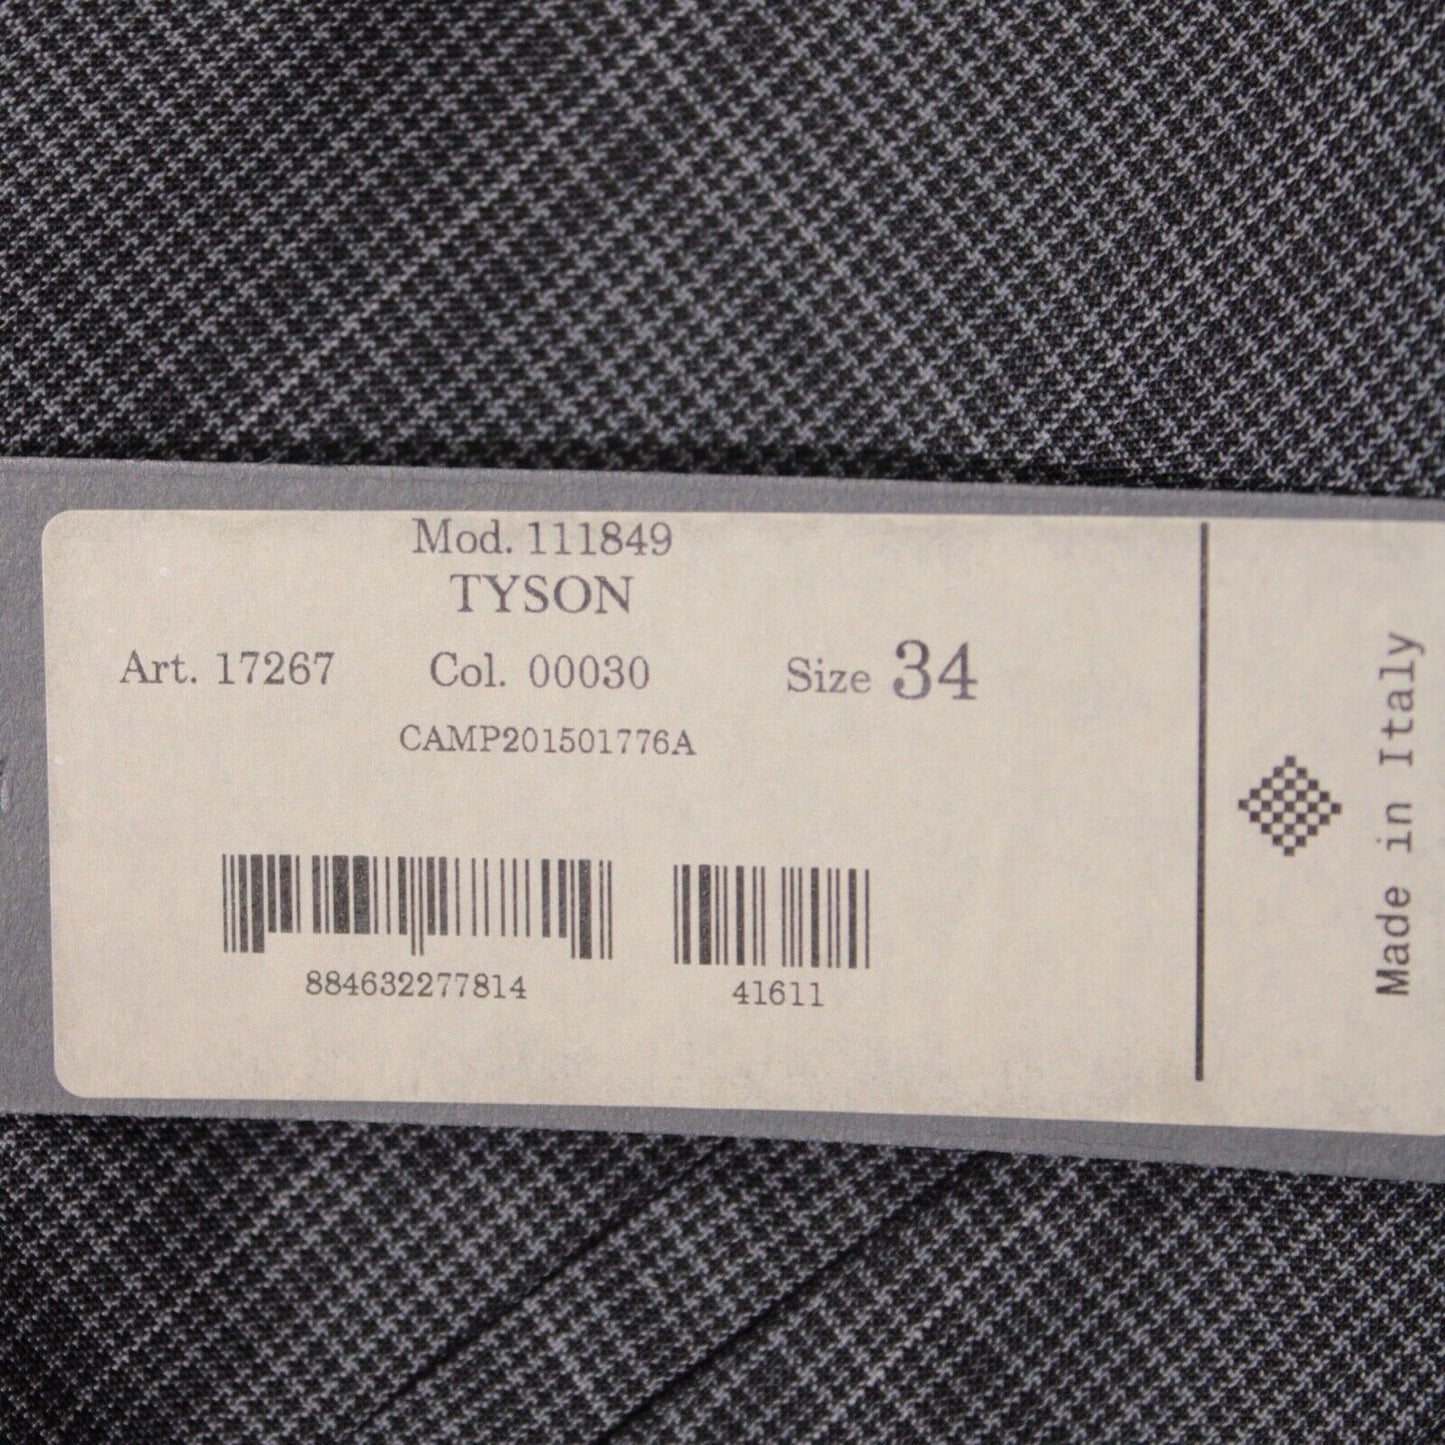 Mod. 111849
TYSON
Art. 17267 Col. 00030 Size 34
CAMP201501776A
884632277814 41611
Made in Italy